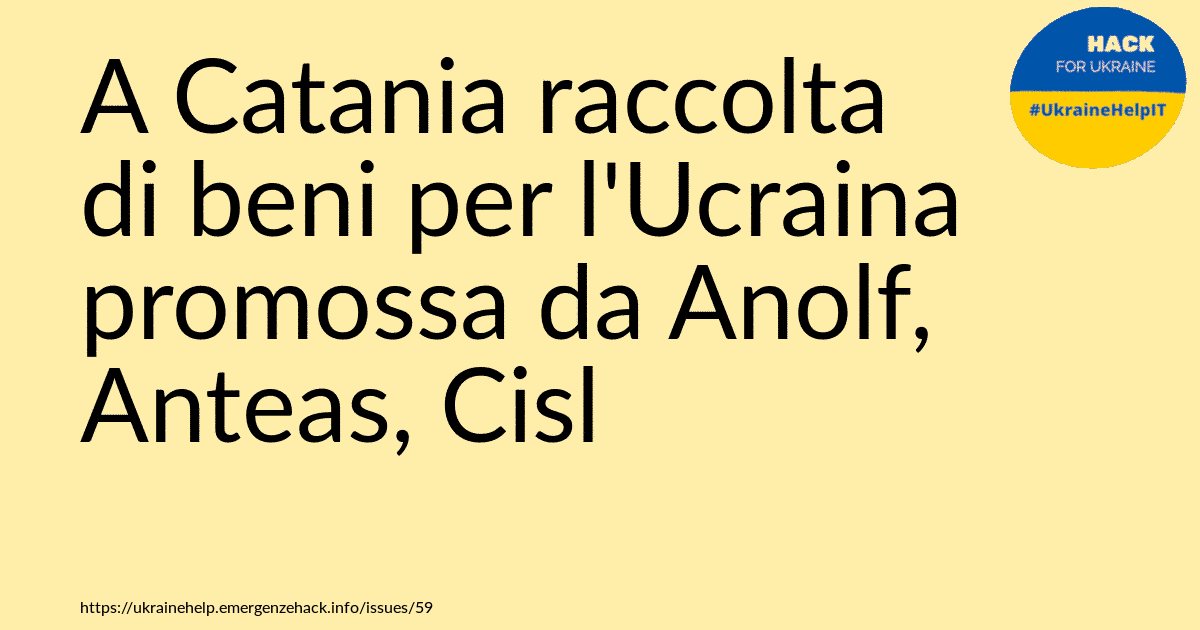 A Catania raccolta
di beni per l'Ucraina
promossa da Anolf,
Anteas, Cisl
HACK
FOR UKRAINE
#UkraineHelpIT
https://ukrainehelp.emergenzehack.info/issues/59